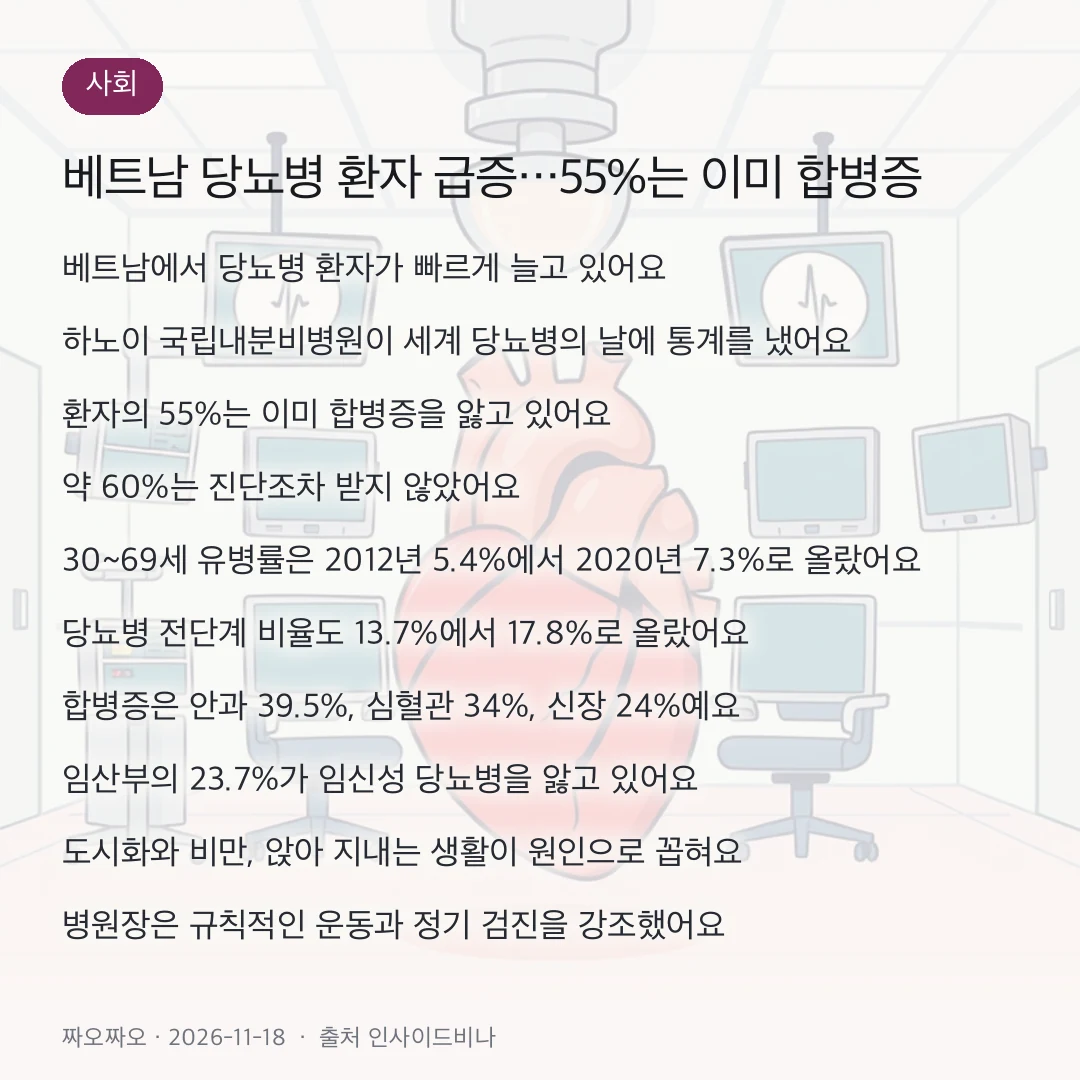 사회
베트남 당뇨병 환자 급증…55%는 이미 합병증
베트남에서 당뇨병 환자가 빠르게 늘고 있어요
하노이 국립내분비병원이 세계 당뇨병의 날에 통계를 냈어요
환자의 55%는 이미 합병증을 앓고 있어요
약 60%는 진단조차 받지 않았어요
30~69세 유병률은 2012년 5.4%에서 2020년 7.3%로 올랐어요
당뇨병 전단계 비율도 13.7%에서 17.8%로 올랐어요
합병증은 안과 39.5%, 심혈관 34%, 신장 24%예요
임산부의 23.7%가 임신성 당뇨병을 앓고 있어요
도시화와 비만, 앉아 지내는 생활이 원인으로 꼽혀요
병원장은 규칙적인 운동과 정기 검진을 강조했어요
짜오짜오 · 2026-11-18 · 출처 인사이드비나